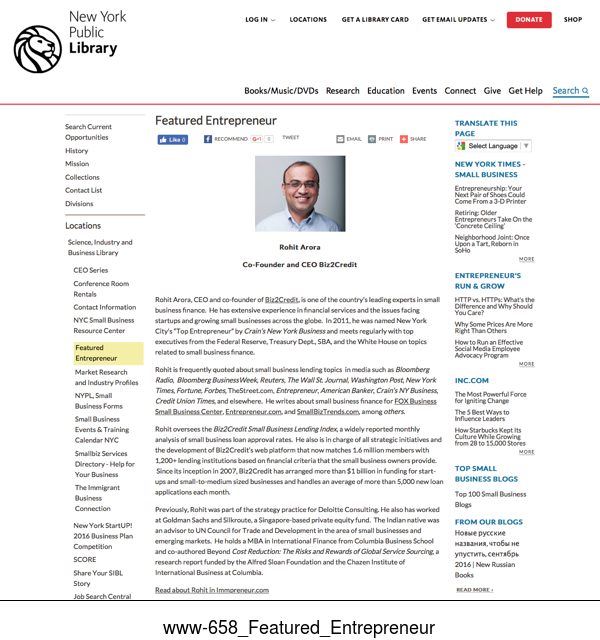 New York
Public
Library
LOG IN
LOCATIONS
GET A LIBRARY CARD
GET EMAIL UPDATES
DONATE
SHOP
Books/Music/DVDs Research Education Events Connect Give Get Help Search
Search Current
Opportunities
History
Mission
Collections
Contact List
Divisions
Locations
Science, Industry and
Business Library
CEO Series
Conference Room
Rentals
Contact Information
NYC Small Business
Resource Center
Featured
Entrepreneur
Market Research
and Industry Profiles
NYPL, Small
Business Forms
Small Business
Events & Training
Calendar NYC
Smallbiz Services
Directory - Help for
Your Business
The Immigrant
Business
Connection
New York StartUP!
2016 Business Plan
Competition
SCORE
Share Your SIBL
Story
Job Search Central
Featured Entrepreneur
Like 0
RECOMMEND
G+1 0
TWEET
EMAIL
PRINT
SHARE
Rohit Arora
Co-Founder and CEO Biz2Credit
Rohit Arora, CEO and co-founder of Biz2Credit, is one of the country's leading experts in small
business finance. He has extensive experience in financial services and the issues facing
startups and growing small businesses across the globe. In 2011, he was named New York
City's "Top Entrepreneur" by Crain's New York Business and meets regularly with top
executives from the Federal Reserve, Treasury Dept., SBA, and the White House on topics
related to small business finance.
Rohit is frequently quoted on small business lending topics in media such as Bloomberg
Radio, Bloomberg BusinessWeek, Reuters, The Wall St. Journal, Washington Post, New York
Times, Fortune, Forbes, TheStreet.com, Entrepreneur, American Banker, Crain's NY Business,
Credit Union Times, and elsewhere. He writes about small business finance for FOX Business
Small Business Center, Entrepreneur.com, and SmallBizTrends.com, among others.
Rohit oversees the Biz2Credit Small Business Lending Index, a widely reported monthly
analysis of small business loan approval rates. He also is in charge of all strategic initiatives and
the development of Biz2Credit's web platform that now matches 1.6 million members with
1,200+ lending institutions based on financial criteria that the small business owners provide.
Since its inception in 2007, Biz2Credit has arranged more than $1 billion in funding for start-
ups and small-to-medium sized businesses and handles an average of more than 5,000 new loan
applications each month.
Previously, Rohit was part of the strategy practice for Deloitte Consulting. He also has worked
at Goldman Sachs and Silkroute, a Singapore-based private equity fund. The Indian native was
an advisor to UN Council for Trade and Development in the area of small businesses and
emerging markets. He holds a MBA in International Finance from Columbia Business School
and co-authored Beyond Cost Reduction: The Risks and Rewards of Global Service Sourcing, a
research report funded by the Alfred Sloan Foundation and the Chazen Institute of
International Business at Columbia.
Read about Rohit in Immpreneur.com
TRANSLATE THIS
PAGE
Select Language
NEW YORK TIMES -
SMALL BUSINESS
Entrepreneurship: Your
Next Pair of Shoes Could
Come From a 3-D Printer
Retiring: Older
Entrepreneurs Take On the
'Concrete Ceiling'
Neighborhood Joint: Once
Upon a Tart, Reborn in
SoHo
MORE
ENTREPRENEUR'S
RUN & GROW
HTTP vs. HTTPs: What's the
Difference and Why Should
You Care?
Why Some Prices Are More
Right Than Others
How to Run an Effective
Social Media Employee
Advocacy Program
MORE
INC.COM
The Most Powerful Force
for Igniting Change
The 5 Best Ways to
Influence Leaders
How Starbucks Kept Its
Culture While Growing
from 28 to 15,000 Stores
MORE
TOP SMALL
BUSINESS BLOGS
Top 100 Small Business
Blogs
FROM OUR BLOGS
Новые русские
названия, чтобы не
упустить, сентябрь
2016 | New Russian
Books
READ MORE ›
www-658_Featured_Entrepreneur